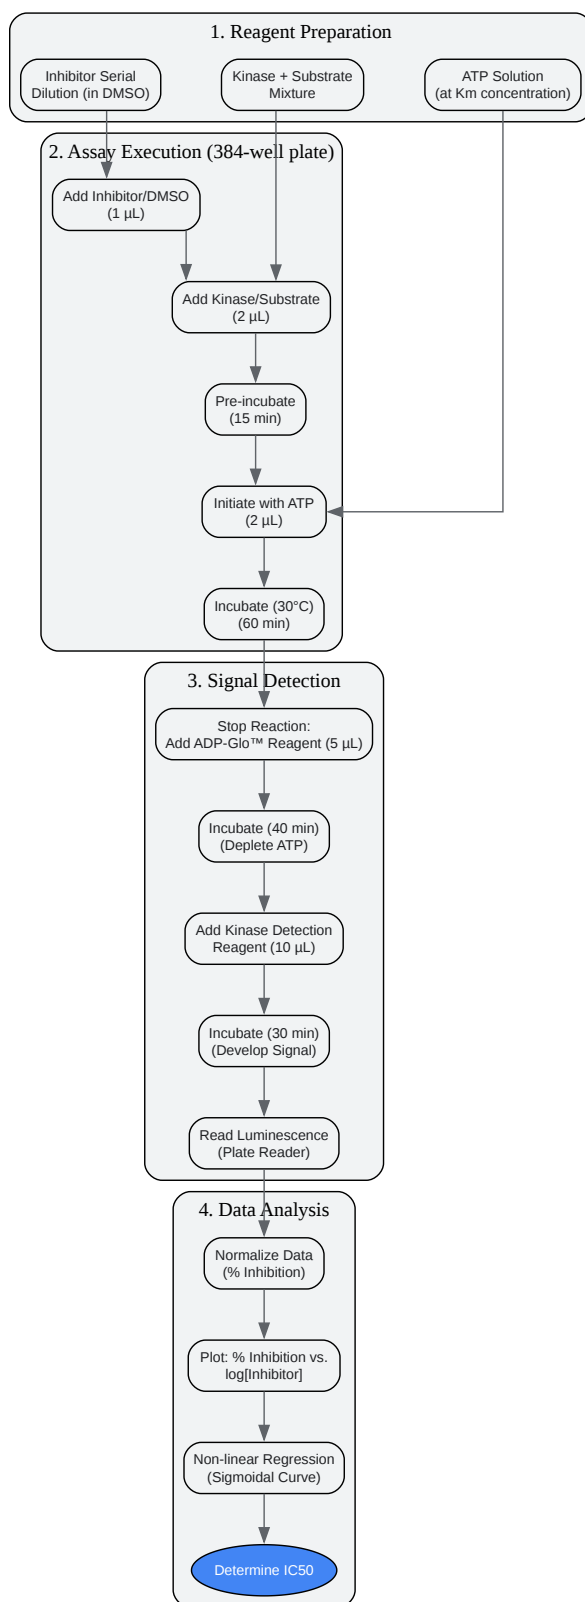 1. Reagent Preparation
Inhibitor Serial
Dilution (in DMSO)
Kinase + Substrate
Mixture
ATP Solution
(at Km concentration)
2. Assay Execution (384-well plate)
Add Inhibitor/DMSO
(1 µL)
Add Kinase/Substrate
(2 µL)
Pre-incubate
(15 min)
Initiate with ATP
(2 µL)
Incubate (30°C)
(60 min)
3. Signal Detection
Stop Reaction:
Add ADP-Glo™ Reagent (5 µL)
Incubate (40 min)
(Deplete ATP)
Add Kinase Detection
Reagent (10 µL)
Incubate (30 min)
(Develop Signal)
Read Luminescence
(Plate Reader)
4. Data Analysis
Normalize Data
(% Inhibition)
Plot: % Inhibition vs.
log[Inhibitor]
Non-linear Regression
(Sigmoidal Curve)
Determine IC50